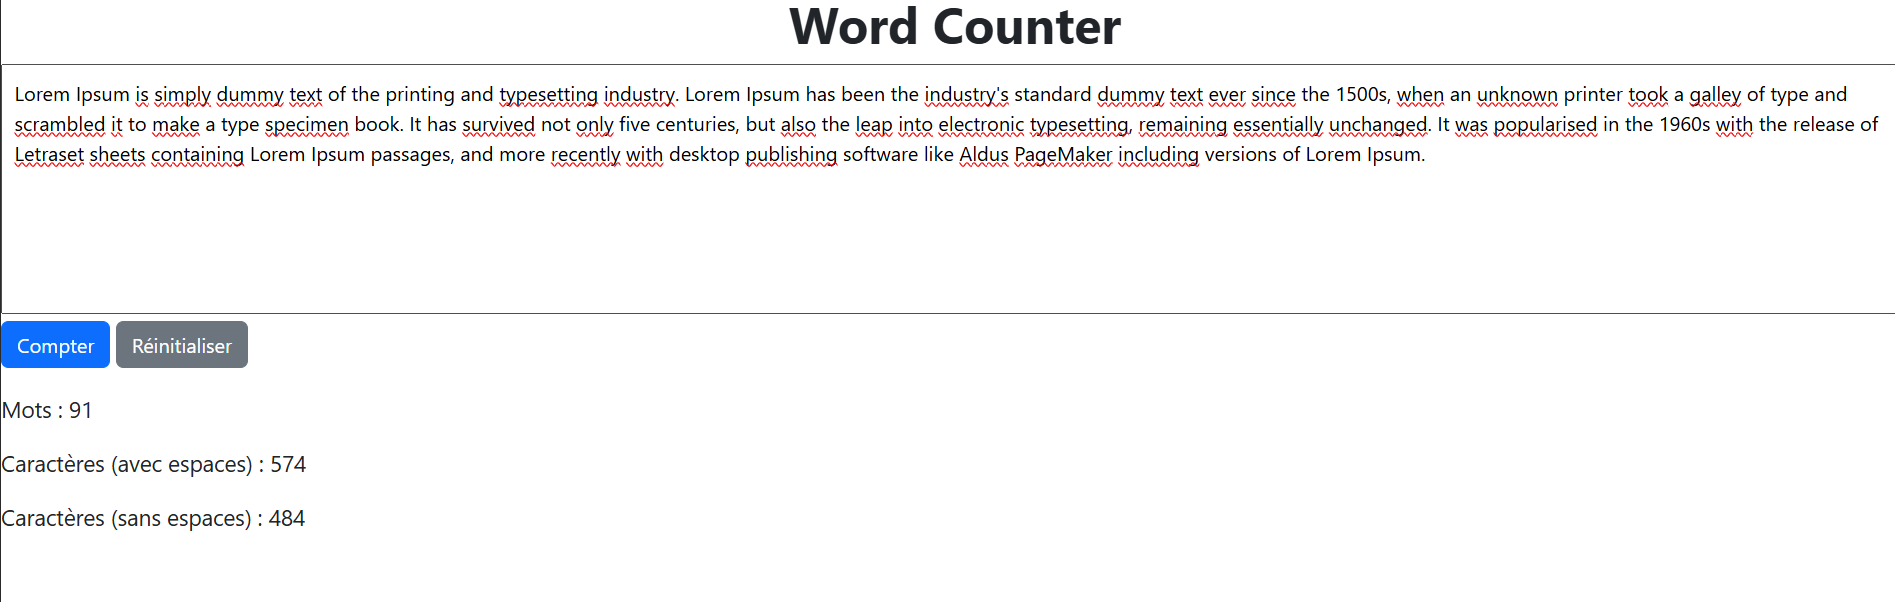 Word Counter
Lorem Ipsum is simply dummy text of the printing and typesetting industry. Lorem Ipsum has been the industry's standard dummy text ever since the 1500s, when an unknown printer took a galley of type and
scrambled it to make a type specimen book. It has survived not only five centuries, but also the leap into electronic typesetting, remaining essentially unchanged. It was popularised in the 1960s with the release of
Letraset sheets containing Lorem Ipsum passages, and more recently with desktop publishing software like Aldus PageMaker including versions of Lorem Ipsum.
Compter Réinitialiser
Mots : 91
Caractères (avec espaces) : 574
Caractères (sans espaces) : 484